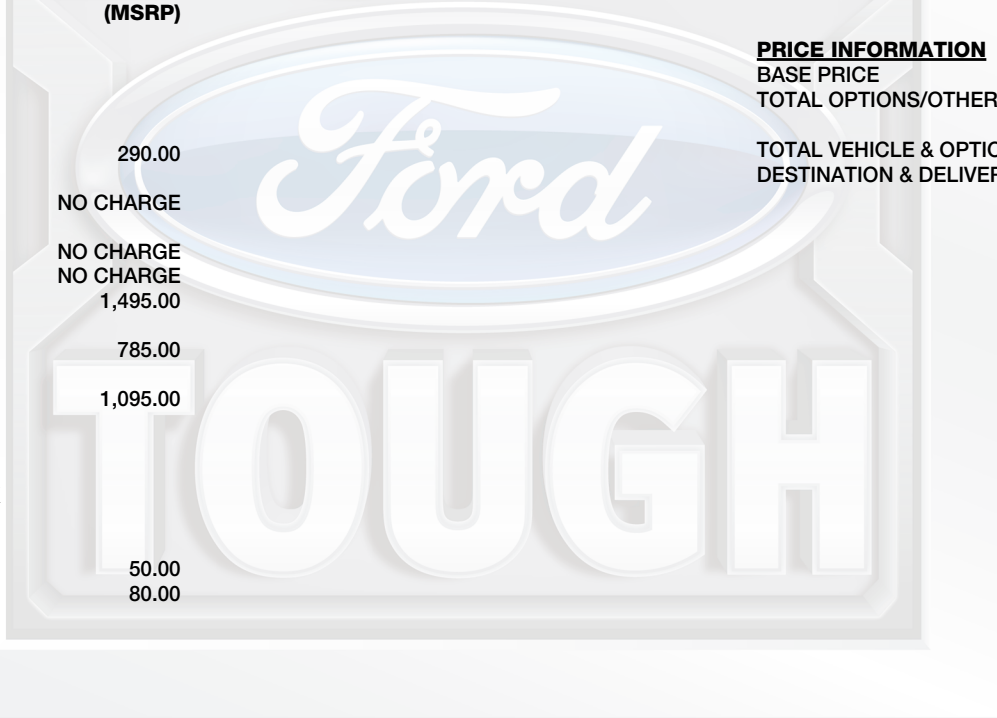 (MSRP)
290.00
NO CHARGE
NO CHARGE
NO CHARGE
1,495.00
785.00
1,095.00
50.00
80.00
PRICE INFORMATION
BASE PRICE
TOTAL OPTIONS/OTHER
TOTAL VEHICLE & OPTIO
DESTINATION & DELIVER
Ford
TOUGH